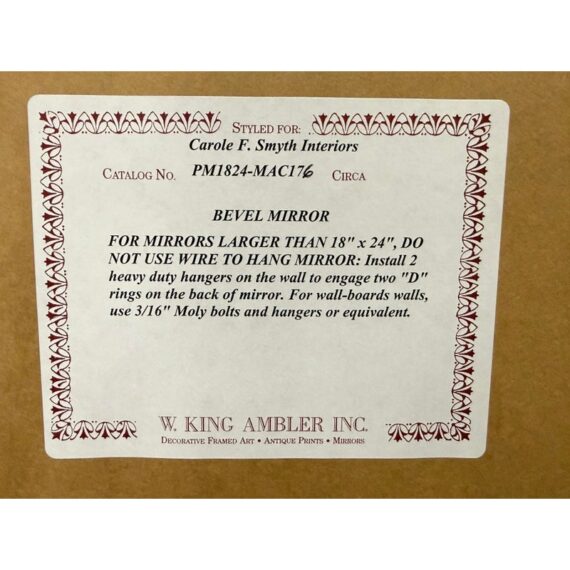 STYLED FOR:
Carole F. Smyth Interiors
CATALOG NO. PM1824-MAC176 CIRCA
BEVEL MIRROR
FOR MIRRORS LARGER THAN 18" x 24", DO
NOT USE WIRE TO HANG MIRROR: Install 2
heavy duty hangers on the wall to engage two "D"
rings on the back of mirror. For wall-boards walls,
use 3/16" Moly bolts and hangers or equivalent.
W. KING AMBLER INC.
DECORATIVE FRAMED ART • ANTIQUE PRINTS • MIRRORS